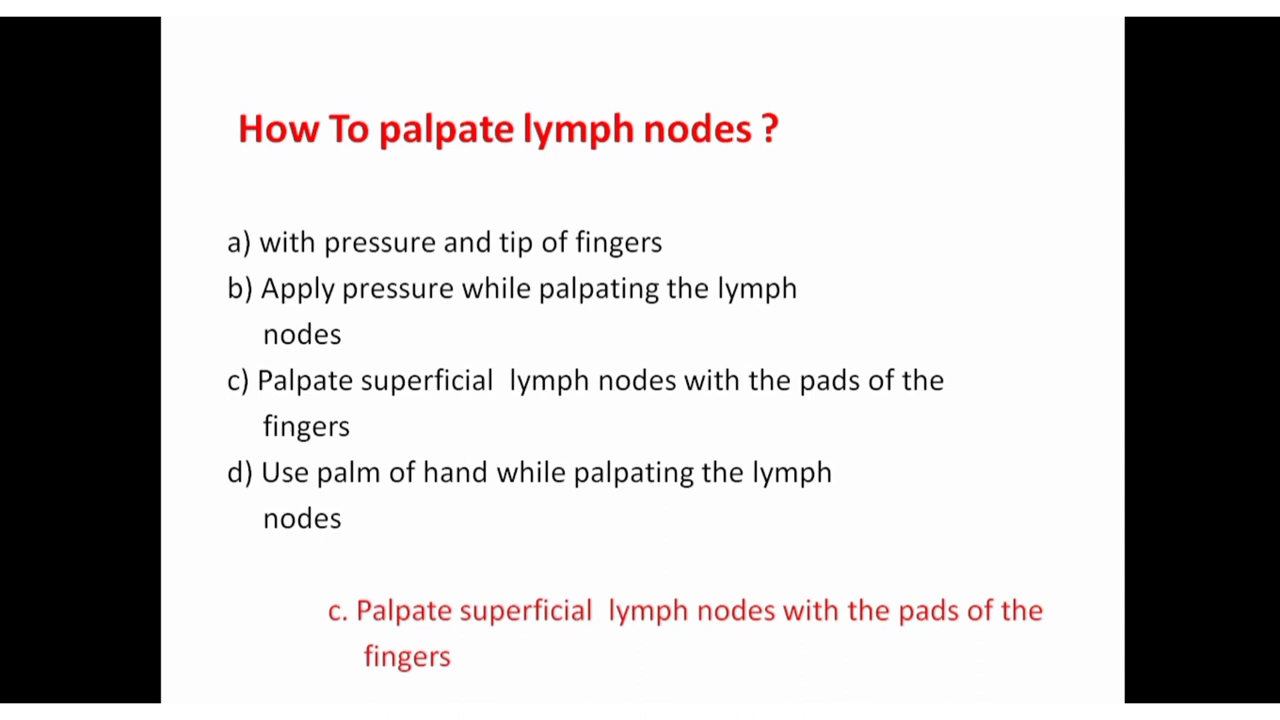 How To palpate lymph nodes ?
a) with pressure and tip of fingers
b) Apply pressure while palpating the lymph
nodes
c) Palpate superficial lymph nodes with the pads of the
fingers
d) Use palm of hand while palpating the lymph
nodes
c. Palpate superficial lymph nodes with the pads of the
fingers